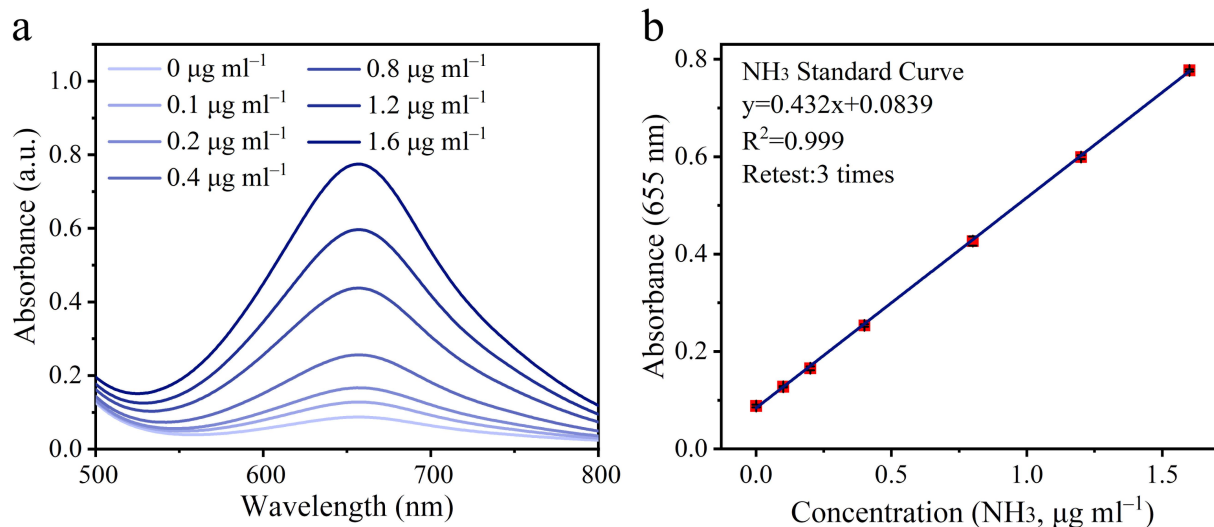 a
1.0
0.8
0.6
0.4
0.2
0.0
Absorbance (a.u.)
0 μg ml⁻¹
0.1 μg ml⁻¹
0.2 μg ml⁻¹
0.4 μg ml⁻¹
0.8 μg ml⁻¹
1.2 μg ml⁻¹
1.6 μg ml⁻¹
500
600
700
800
Wavelength (nm)
b
0.8
0.6
0.4
0.2
0.0
Absorbance (655 nm)
NH₃ Standard Curve
y=0.432x+0.0839
R²=0.999
Retest:3 times
0.0
0.5
1.0
1.5
Concentration (NH₃, μg ml⁻¹)